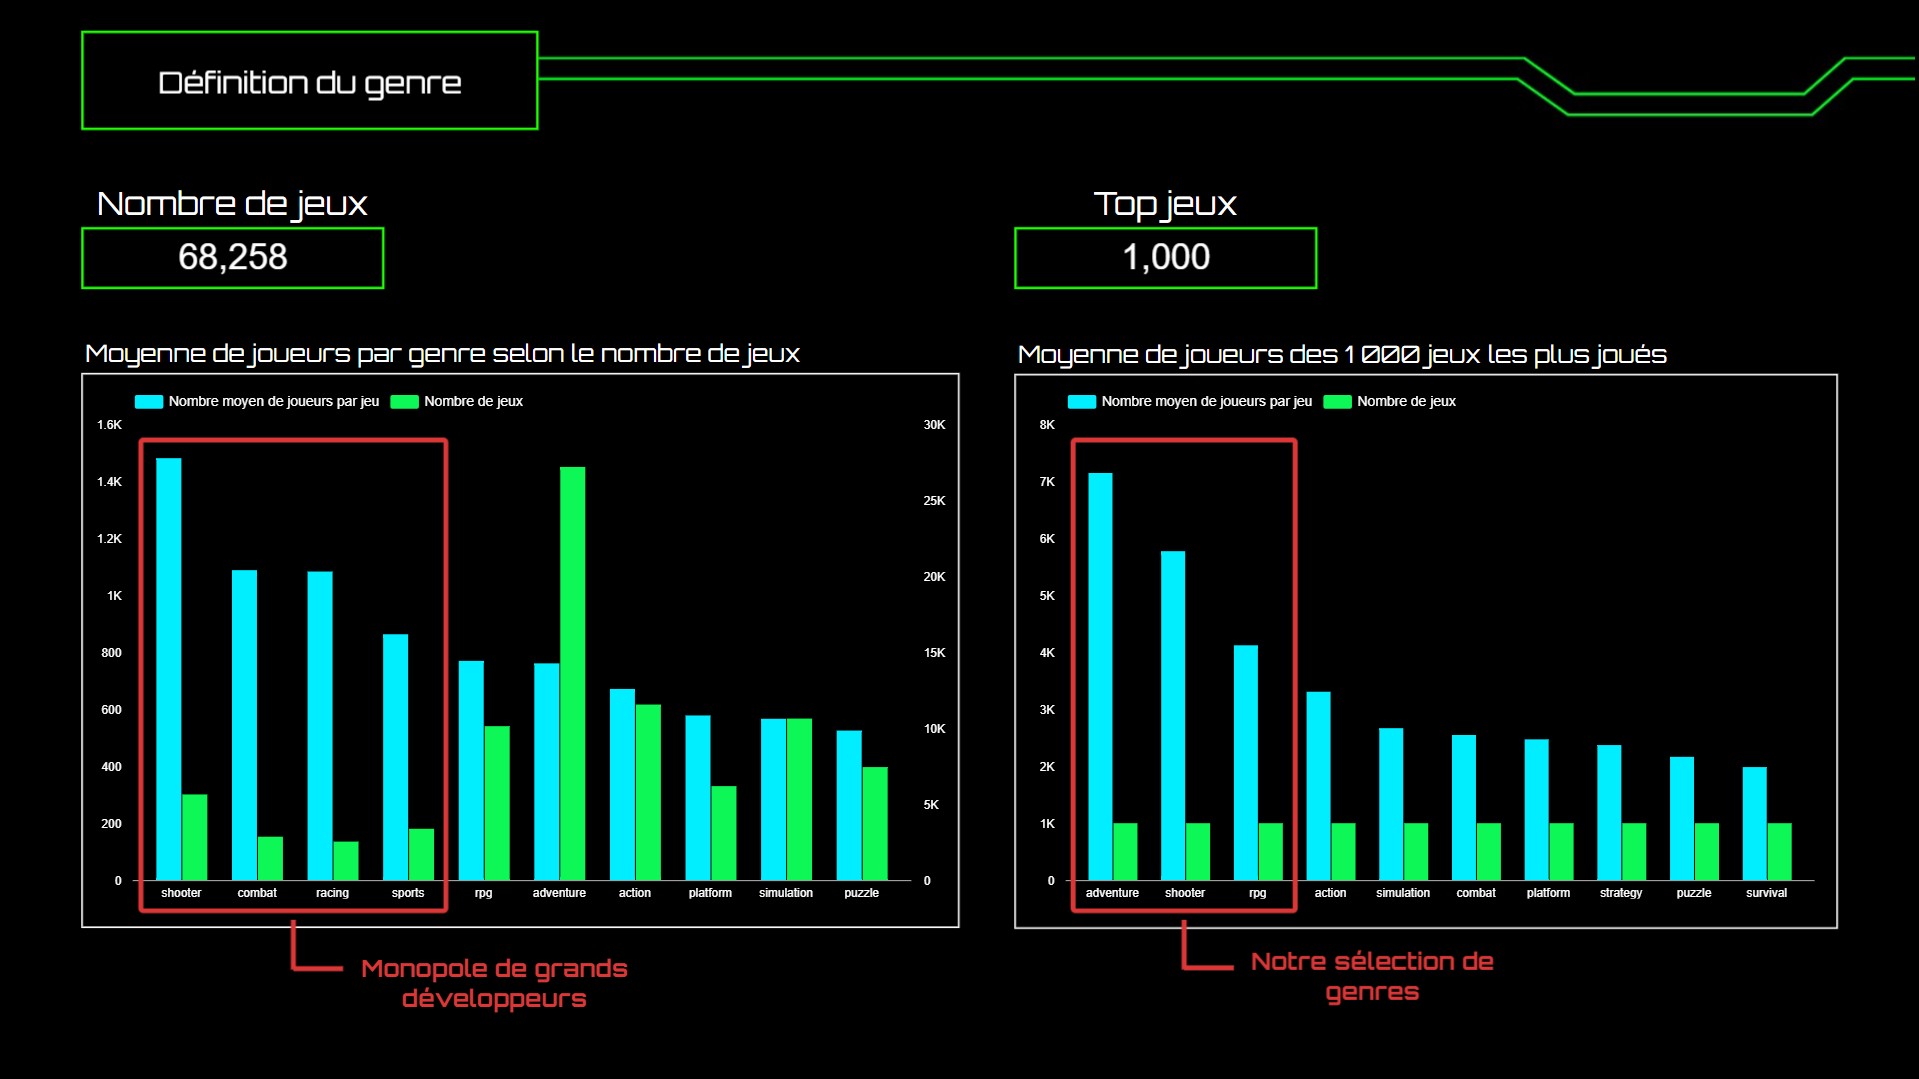 Définition du genre
Nombre de jeux
68,258
Top jeux
1,000
Moyenne de joueurs par genre selon le nombre de jeux
Nombre moyen de joueurs par jeu
Nombre de jeux
1.6K
1.4K
1.2K
1K
800
600
400
200
0
30K
25K
20K
15K
10K
5K
0
shooter combat racing sports rpg adventure action platform simulation puzzle
Monopole de grands
développeurs
Moyenne de joueurs des 1 000 jeux les plus joués
Nombre moyen de joueurs par jeu
Nombre de jeux
8K
7K
6K
5K
4K
3K
2K
1K
0
adventure shooter rpg action simulation combat platform strategy puzzle survival
Notre sélection de
genres